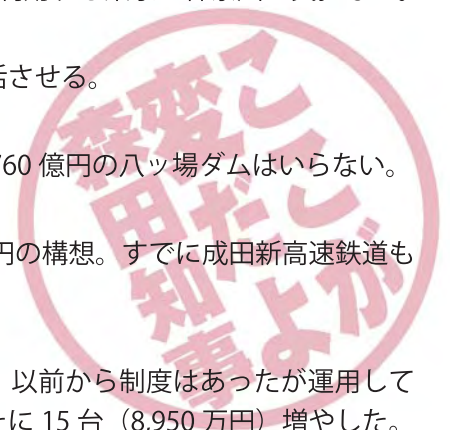 ここが
変だよ
森田知事
させる。
760 億円の八ッ場ダムはいらない。
円の構想。すでに成田新高速鉄道も
以前から制度はあったが運用して
に 15 台（8,950 万円）増やした。